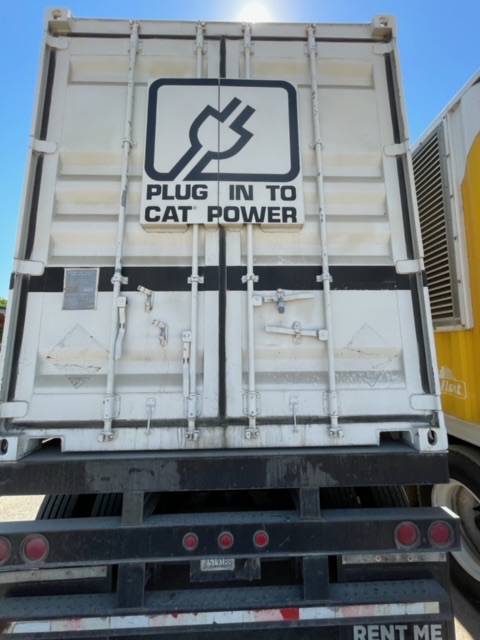 PLUG IN TO
CAT POWER
RENT ME